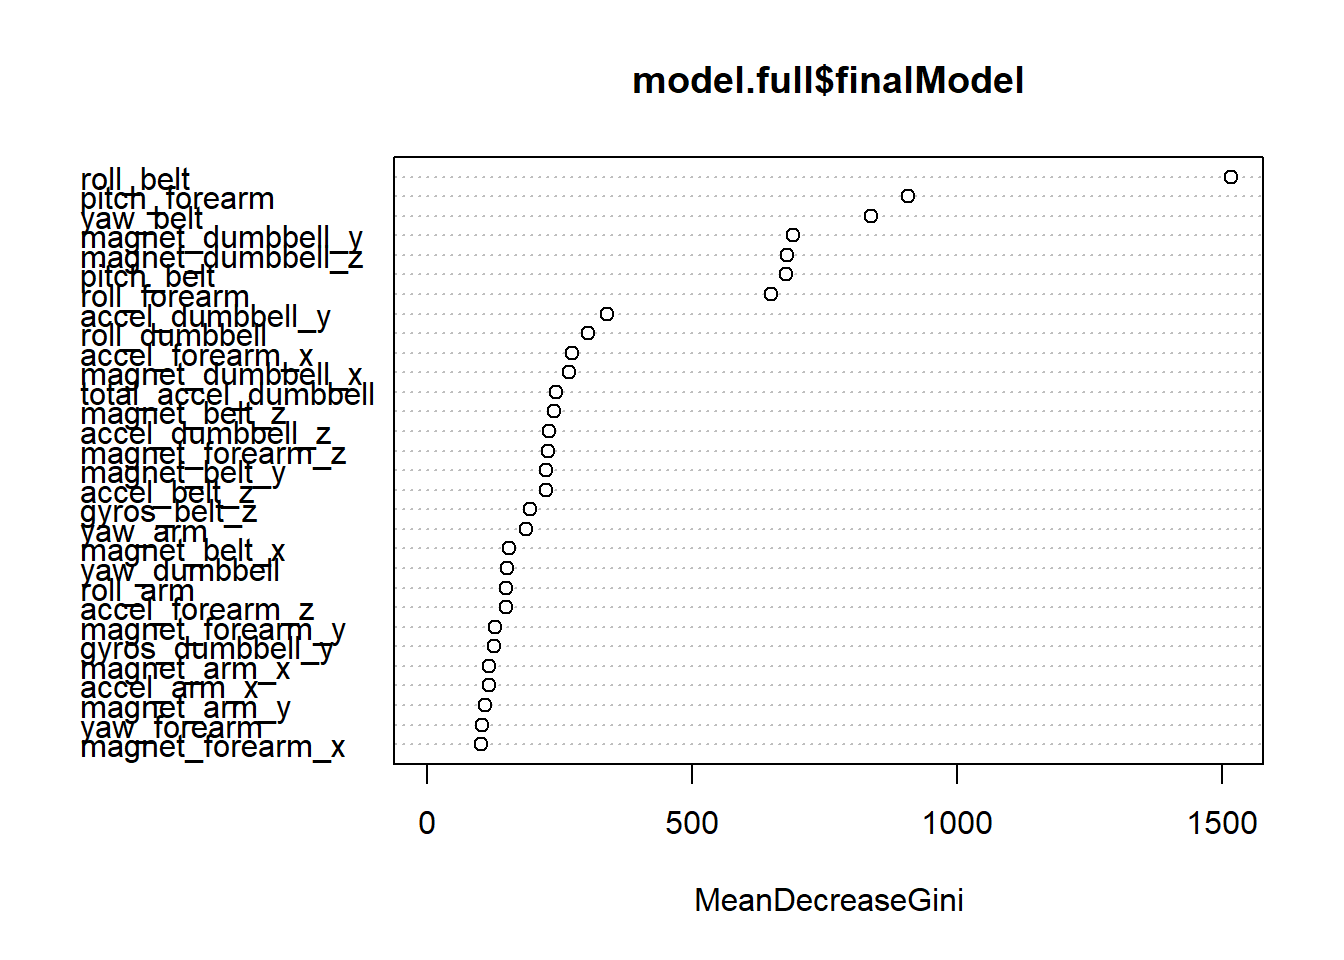 model.full$finalModel
roll_belt
pitch_forearm
yaw_belt
magnet_dumbbell_y
magnet_dumbbell_z
pitch_belt
roll_forearm
accel_dumbbell_y
roll_dumbbell
accel_forearm_x
magnet_dumbbell_x
total_accel_dumbbell
magnet_belt_z
accel_dumbbell_z
magnet_forearm_z
magnet_belt_y
accel_belt_z
gyros_belt_z
yaw_arm
magnet_belt_x
yaw_dumbbell
roll_arm
accel_forearm_z
magnet_forearm_y
gyros_dumbbell_y
magnet_arm_x
accel_arm_x
magnet_arm_y
yaw_forearm
magnet_forearm_x
0 500 1000 1500
MeanDecreaseGini